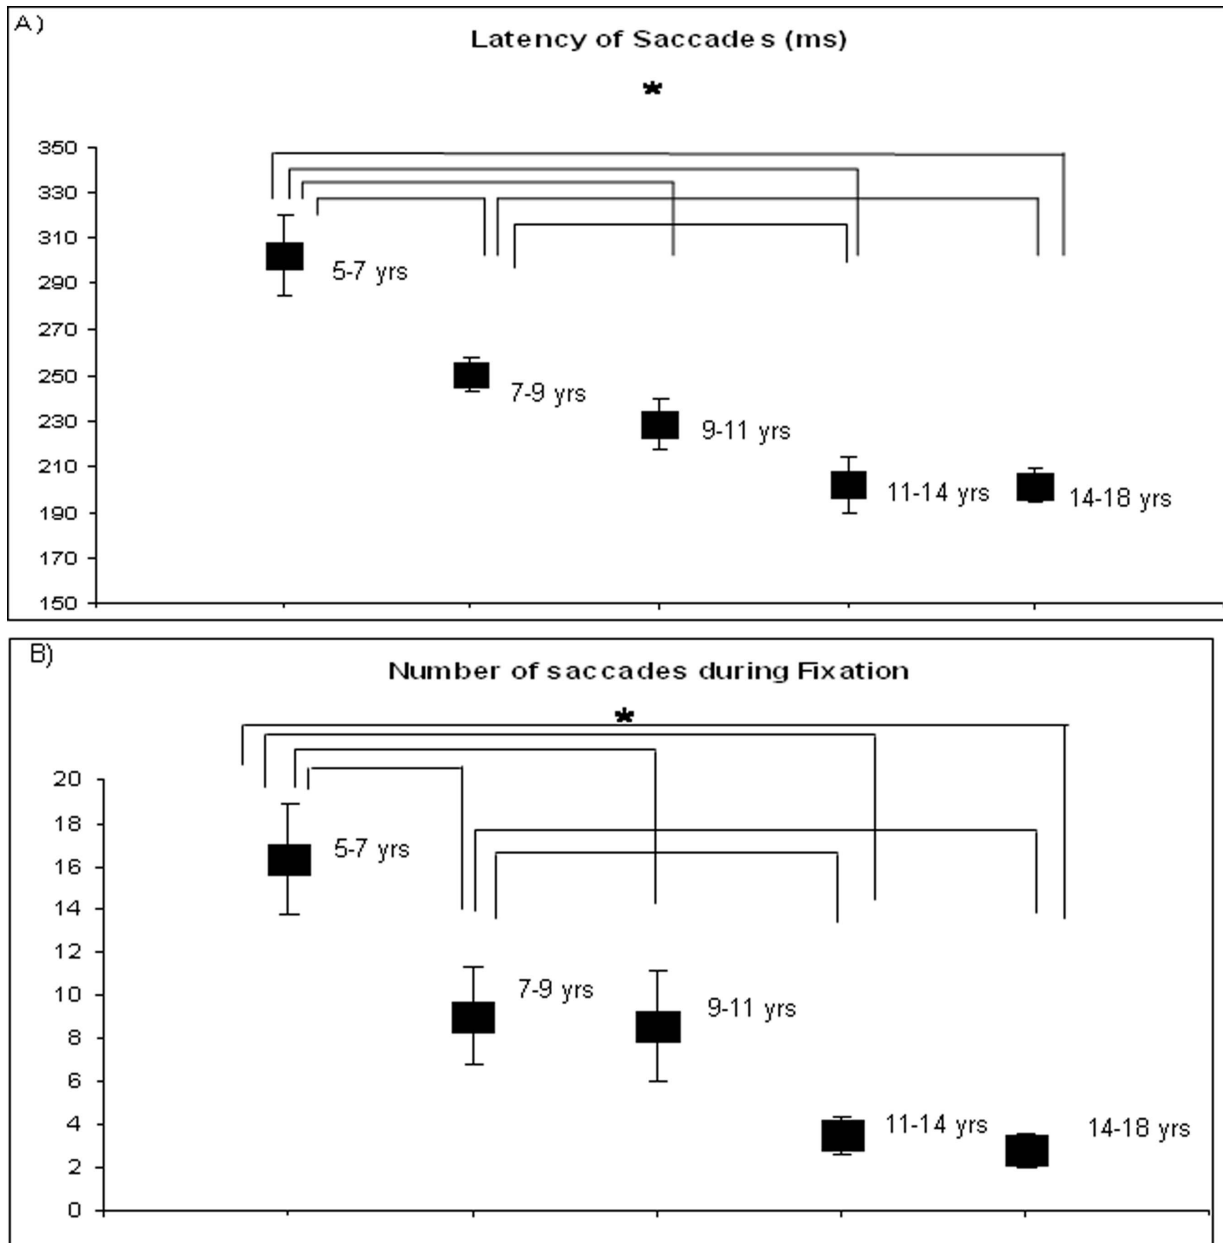 A)
Latency of Saccades (ms)
*
350
330
310
290
270
250
230
210
190
170
150
5-7 yrs
7-9 yrs
9-11 yrs
11-14 yrs
14-18 yrs
B)
Number of saccades during Fixation
*
20
18
16
14
12
10
8
6
4
2
0
5-7 yrs
7-9 yrs
9-11 yrs
11-14 yrs
14-18 yrs